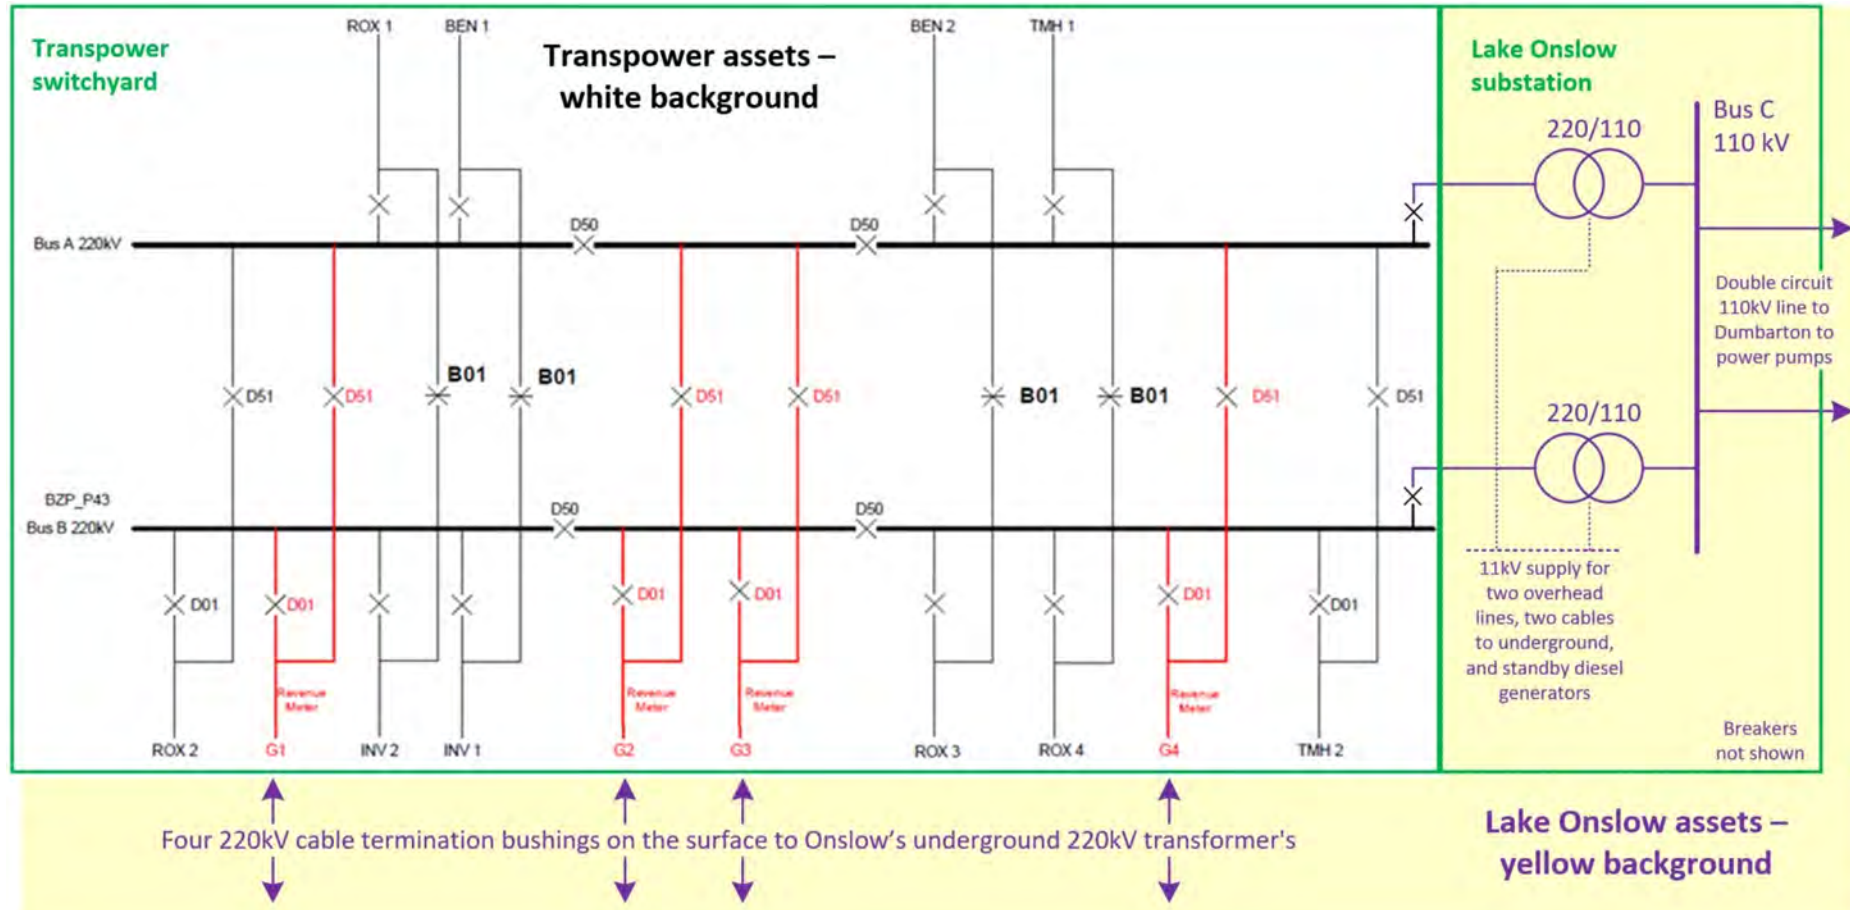 ROX 1
BEN 1
BEN 2
TMH 1
Transpower
switchyard
Transpower assets –
white background
Lake Onslow
substation
Bus C
110 kV
220/110
D50
D50
Bus A 220kV
Double circuit
110kV line to
Dumbarton to
power pumps
B01
B01
D51
D51
D51
D51
B01
B01
D51
D51
220/110
BZP_P43
Bus B 220kV
D50
D50
11kV supply for
two overhead
lines, two cables
to underground,
and standby diesel
generators
D01
D01
D01
D01
D01
D01
Revenue
Meter
Revenue
Meter
Revenue
Meter
Revenue
Meter
Breakers
not shown
ROX 2
G1
INV 2
INV 1
G2
G3
ROX 3
ROX 4
G4
TMH 2
Four 220kV cable termination bushings on the surface to Onslow's underground 220kV transformer's
Lake Onslow assets –
yellow background